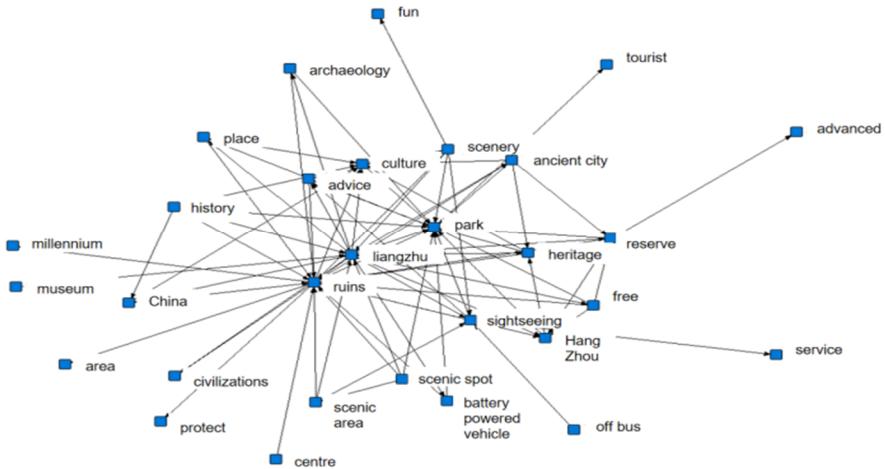 fun
tourist
archaeology
advanced
place
scenery
culture
ancient city
advice
history
park
millennium
reserve
liangzhu
heritage
museum
ruins
China
free
sightseeing
Hang
Zhou
service
area
civilizations
scenic spot
scenic
area
battery
powered
vehicle
protect
off bus
centre